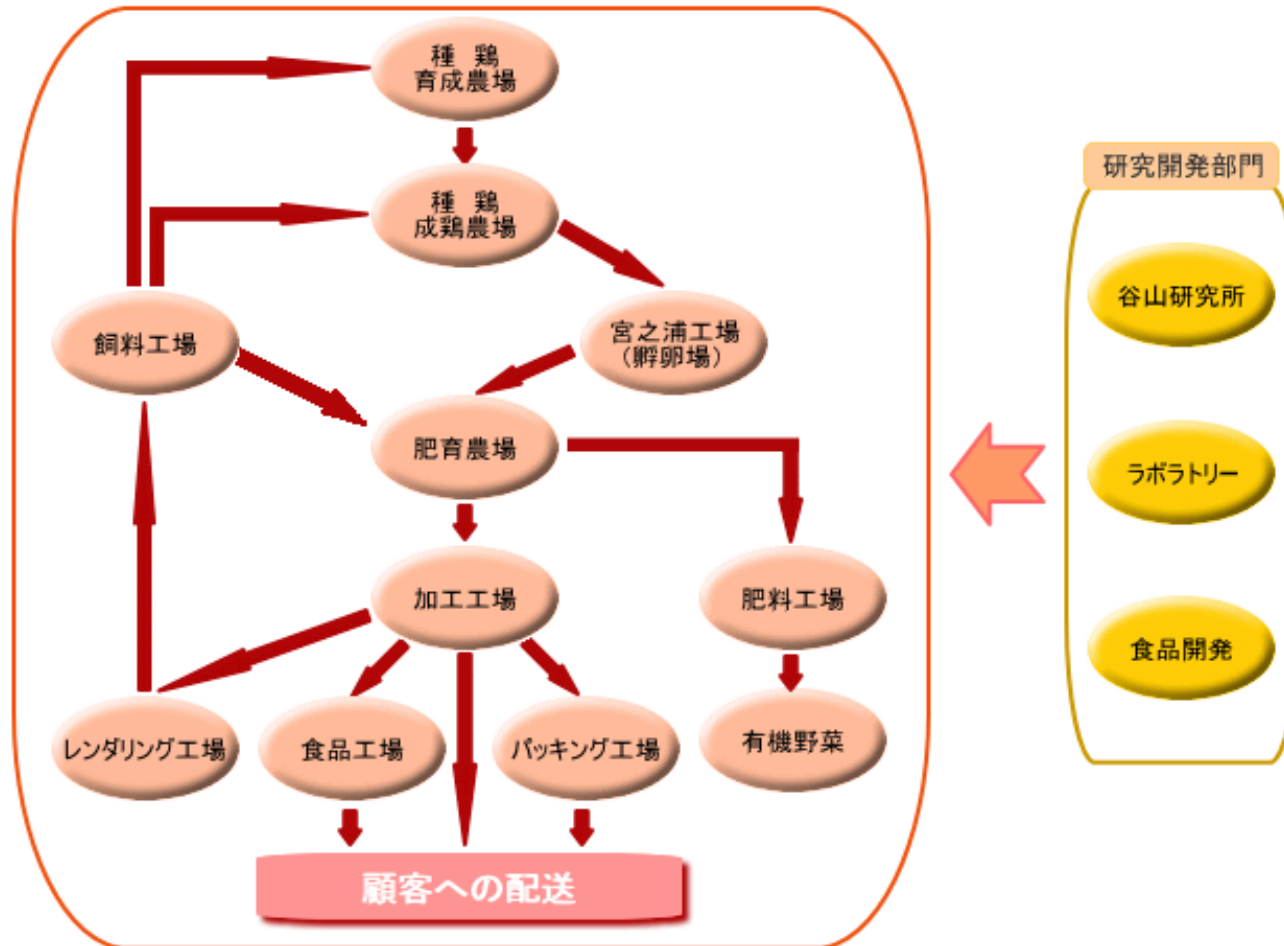 種 鶏
育成農場
研究開発部門
種 鶏
成鶏農場
谷山研究所
飼料工場
宮之浦工場
（孵卵場）
肥育農場
ラボラトリー
加工工場
肥料工場
食品開発
レンダリング工場
食品工場
パッキング工場
有機野菜
顧客への配送